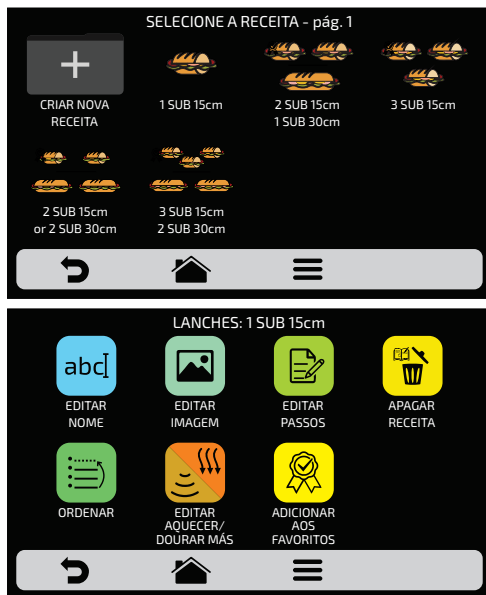 SELECIONE A RECEITA - pág. 1
CRIAR NOVA
RECEITA
1 SUB 15cm
2 SUB 15cm
1 SUB 30cm
3 SUB 15cm
2 SUB 15cm
or 2 SUB 30cm
3 SUB 15cm
2 SUB 30cm
LANCHES: 1 SUB 15cm
abc
EDITAR
NOME
EDITAR
IMAGEM
EDITAR
PASSOS
APAGAR
RECEITA
ORDENAR
EDITAR
AQUECER/
DOURAR MÁS
ADICIONAR
AOS
FAVORITOS